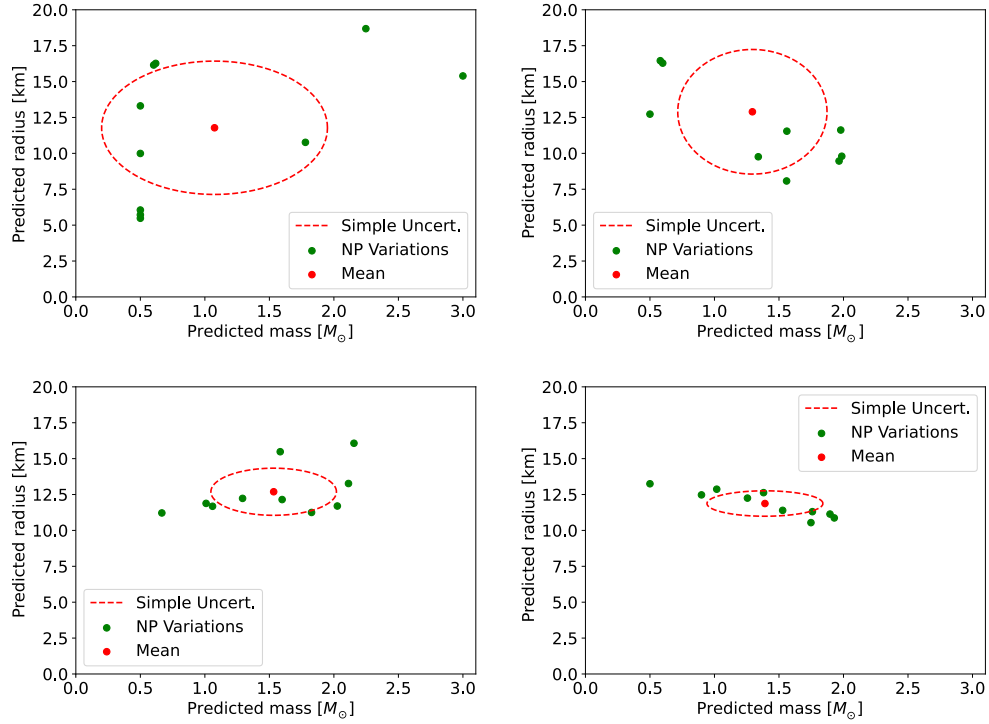 20.0
17.5
15.0
12.5
10.0
7.5
5.0
2.5
0.0
Predicted radius [km]
Simple Uncert.
NP Variations
Mean
0.0 0.5 1.0 1.5 2.0 2.5 3.0
Predicted mass [M⊙]
20.0
17.5
15.0
12.5
10.0
7.5
5.0
2.5
0.0
Predicted radius [km]
Simple Uncert.
NP Variations
Mean
0.0 0.5 1.0 1.5 2.0 2.5 3.0
Predicted mass [M⊙]
20.0
17.5
15.0
12.5
10.0
7.5
5.0
2.5
0.0
Predicted radius [km]
Simple Uncert.
NP Variations
Mean
0.0 0.5 1.0 1.5 2.0 2.5 3.0
Predicted mass [M⊙]
20.0
17.5
15.0
12.5
10.0
7.5
5.0
2.5
0.0
Predicted radius [km]
Simple Uncert.
NP Variations
Mean
0.0 0.5 1.0 1.5 2.0 2.5 3.0
Predicted mass [M⊙]